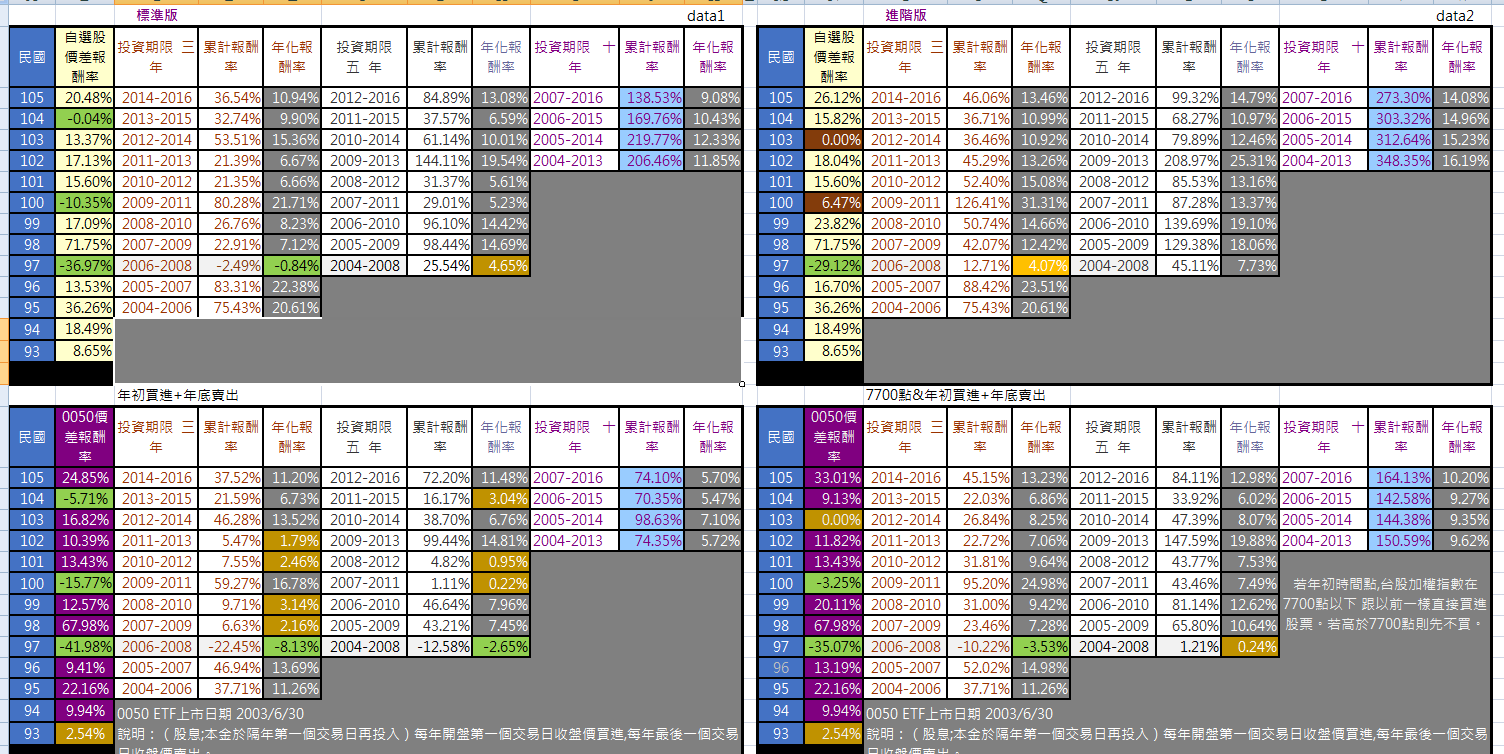 標準版 data1
民國 自選股價差報酬率 投資期限 三年 累計報酬率 年化報酬率 投資期限 五 年 累計報酬率 年化報酬率 投資期限 十年 累計報酬率 年化報酬率
105 20.48% 2014-2016 36.54% 10.94% 2012-2016 84.89% 13.08% 2007-2016 138.53% 9.08%
104 -0.04% 2013-2015 32.74% 9.90% 2011-2015 37.57% 6.59% 2006-2015 169.76% 10.43%
103 13.37% 2012-2014 53.51% 15.36% 2010-2014 61.14% 10.01% 2005-2014 219.77% 12.33%
102 17.13% 2011-2013 21.39% 6.67% 2009-2013 144.11% 19.54% 2004-2013 206.46% 11.85%
101 15.60% 2010-2012 21.35% 6.66% 2008-2012 31.37% 5.61%
100 -10.35% 2009-2011 80.28% 21.71% 2007-2011 29.01% 5.23%
99 17.09% 2008-2010 26.76% 8.23% 2006-2010 96.10% 14.42%
98 71.75% 2007-2009 22.91% 7.12% 2005-2009 98.44% 14.69%
97 -36.97% 2006-2008 -2.49% -0.84% 2004-2008 25.54% 4.65%
96 13.53% 2005-2007 83.31% 22.38%
95 36.26% 2004-2006 75.43% 20.61%
94 18.49%
93 8.65%
進階版 data2
民國 自選股價差報酬率 投資期限 三年 累計報酬率 年化報酬率 投資期限 五 年 累計報酬率 年化報酬率 投資期限 十年 累計報酬率 年化報酬率
105 26.12% 2014-2016 46.06% 13.46% 2012-2016 99.32% 14.79% 2007-2016 273.30% 14.08%
104 15.82% 2013-2015 36.71% 10.99% 2011-2015 68.27% 10.97% 2006-2015 303.32% 14.96%
103 0.00% 2012-2014 36.46% 10.92% 2010-2014 79.89% 12.46% 2005-2014 312.64% 15.23%
102 18.04% 2011-2013 45.29% 13.26% 2009-2013 208.97% 25.31% 2004-2013 348.35% 16.19%
101 15.60% 2010-2012 52.40% 15.08% 2008-2012 85.53% 13.16%
100 6.47% 2009-2011 126.41% 31.31% 2007-2011 87.28% 13.37%
99 23.82% 2008-2010 50.74% 14.66% 2006-2010 139.69% 19.10%
98 71.75% 2007-2009 42.07% 12.42% 2005-2009 129.38% 18.06%
97 -29.12% 2006-2008 12.71% 4.07% 2004-2008 45.11% 7.73%
96 16.70% 2005-2007 88.42% 23.51%
95 36.26% 2004-2006 75.43% 20.61%
94 18.49%
93 8.65%
年初買進+年底賣出
民國 0050價差報酬率 投資期限 三年 累計報酬率 年化報酬率 投資期限 五 年 累計報酬率 年化報酬率 投資期限 十年 累計報酬率 年化報酬率
105 24.85% 2014-2016 37.52% 11.20% 2012-2016 72.20% 11.48% 2007-2016 74.10% 5.70%
104 -5.71% 2013-2015 21.59% 6.73% 2011-2015 16.17% 3.04% 2006-2015 70.35% 5.47%
103 16.82% 2012-2014 46.28% 13.52% 2010-2014 38.70% 6.76% 2005-2014 98.63% 7.10%
102 10.39% 2011-2013 5.47% 1.79% 2009-2013 99.44% 14.81% 2004-2013 74.35% 5.72%
101 13.43% 2010-2012 7.55% 2.46% 2008-2012 4.82% 0.95%
100 -15.77% 2009-2011 59.27% 16.78% 2007-2011 1.11% 0.22%
99 12.57% 2008-2010 9.71% 3.14% 2006-2010 46.64% 7.96%
98 67.98% 2007-2009 6.63% 2.16% 2005-2009 43.21% 7.45%
97 -41.98% 2006-2008 -22.45% -8.13% 2004-2008 -12.58% -2.65%
96 9.41% 2005-2007 46.94% 13.69%
95 22.16% 2004-2006 37.71% 11.26%
94 9.94% 0050 ETF上市日期 2003/6/30
93 2.54% 說明：（股息;本金於隔年第一個交易日再投入）每年開盤第一個交易日收盤價買進,每年最後一個交易日收盤價賣出。
7700點&年初買進+年底賣出
民國 0050價差報酬率 投資期限 三年 累計報酬率 年化報酬率 投資期限 五 年 累計報酬率 年化報酬率 投資期限 十年 累計報酬率 年化報酬率
105 33.01% 2014-2016 45.15% 13.23% 2012-2016 84.11% 12.98% 2007-2016 164.13% 10.20%
104 9.13% 2013-2015 22.03% 6.86% 2011-2015 33.92% 6.02% 2006-2015 142.58% 9.27%
103 0.00% 2012-2014 26.84% 8.25% 2010-2014 47.39% 8.07% 2005-2014 144.38% 9.35%
102 11.82% 2011-2013 22.72% 7.06% 2009-2013 147.59% 19.88% 2004-2013 150.59% 9.62%
101 13.43% 2010-2012 31.81% 9.64% 2008-2012 43.77% 7.53%
100 -3.25% 2009-2011 95.20% 24.98% 2007-2011 43.46% 7.49%
99 20.11% 2008-2010 31.00% 9.42% 2006-2010 81.14% 12.62%
98 67.98% 2007-2009 23.46% 7.28% 2005-2009 65.80% 10.64%
97 -35.07% 2006-2008 -10.22% -3.53% 2004-2008 1.21% 0.24%
96 13.19% 2005-2007 52.02% 14.98%
95 22.16% 2004-2006 37.71% 11.26%
若年初時間點,台股加權指數在
7700點以下 跟以前一樣直接買進
股票。若高於7700點則先不買。
94 9.94% 0050 ETF上市日期 2003/6/30
93 2.54% 說明：（股息;本金於隔年第一個交易日再投入）每年開盤第一個交易日收盤價買進,每年最後一個交易日收盤價賣出。